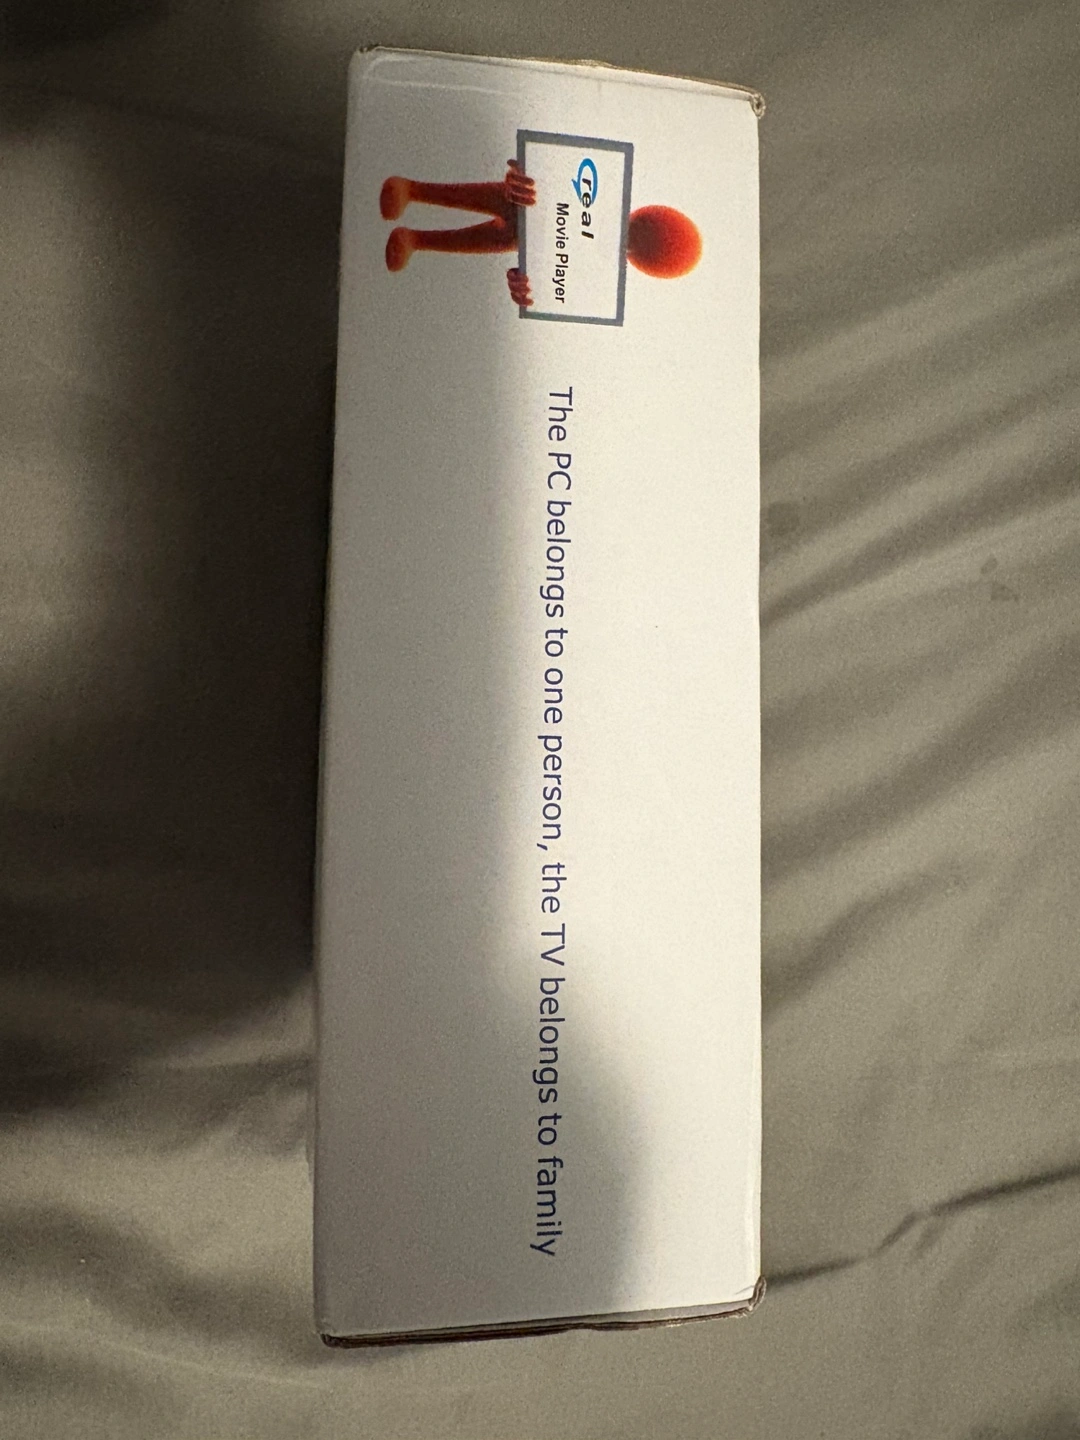 real
Movie Player
The PC belongs to one person, the TV belongs to family